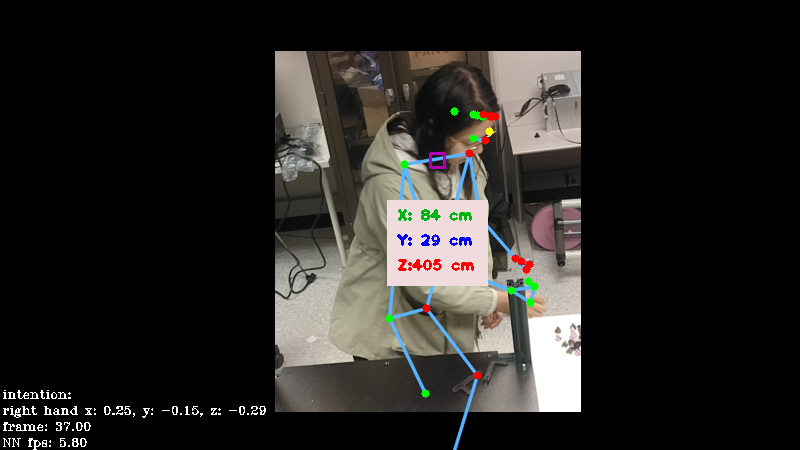 X: 84 cm
Y: 29 cm
Z:405 cm
intention:
right hand x: 0.25, y: -0.15, z: -0.29
frame: 37.00
NN fps: 5.80